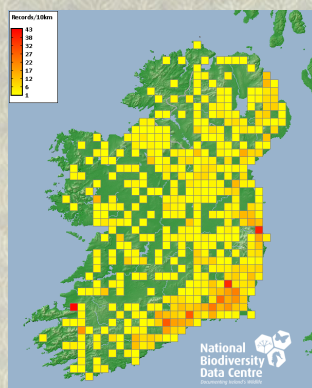 Records/10km
43
38
32
27
22
17
12
6
1
National
Biodiversity
Data Centre
Documenting Ireland's Wildlife